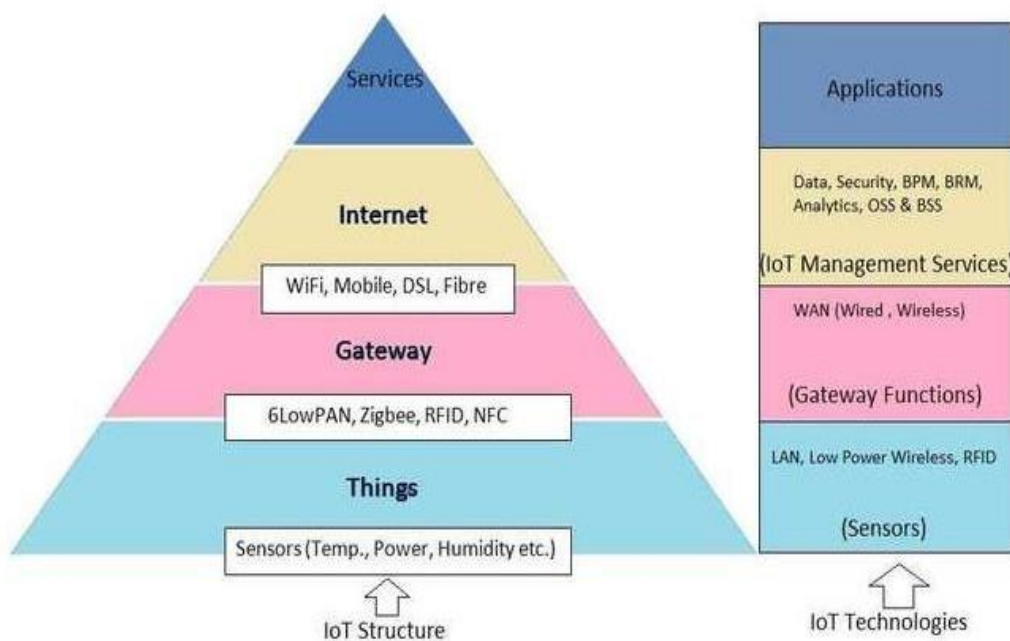 Services
Internet
WiFi, Mobile, DSL, Fibre
Gateway
6LowPAN, Zigbee, RFID, NFC
Things
Sensors (Temp., Power, Humidity etc.)
IoT Structure
Applications
Data, Security, BPM, BRM,
Analytics, OSS & BSS
(IoT Management Services)
WAN (Wired , Wireless)
(Gateway Functions)
LAN, Low Power Wireless, RFID
(Sensors)
IoT Technologies